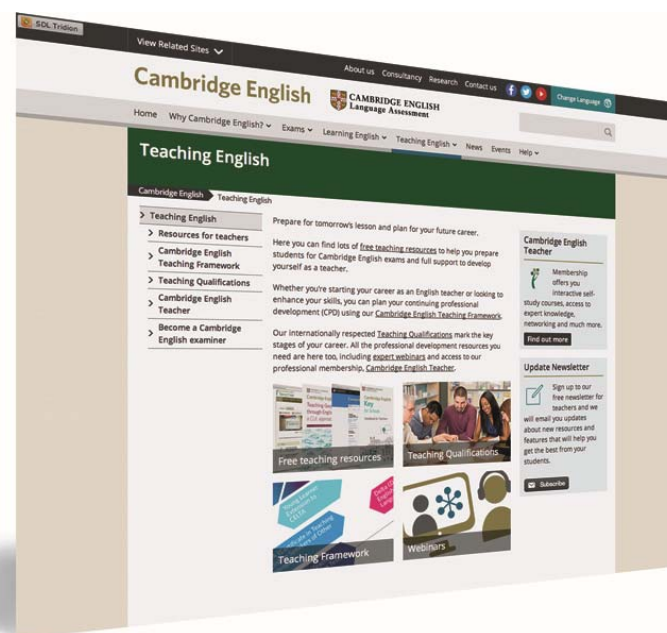 SDL Tridion
View Related Sites
About us Consultancy Research Contact us
Change Language
Cambridge English
CAMBRIDGE ENGLISH
Language Assessment
Home Why Cambridge English? Exams Learning English Teaching English News Events Help
Teaching English
Cambridge English Teaching English
Teaching English
Resources for teachers
Cambridge English
Teaching Framework
Teaching Qualifications
Cambridge English
Teacher
Become a Cambridge
English examiner
Prepare for tomorrow's lesson and plan for your future career.
Here you can find lots of free teaching resources to help you prepare
students for Cambridge English exams and full support to develop
yourself as a teacher.
Whether you're starting your career as an English teacher or looking to
enhance your skills, you can plan your continuing professional
development (CPD) using our Cambridge English Teaching Framework.
Our internationally respected Teaching Qualifications mark the key
stages of your career. All the professional development resources you
need are here too, including expert webinars and access to our
professional membership, Cambridge English Teacher.
Free teaching resources
Teaching Qualifications
Young Learner
Extension to
CELTA
Teaching Framework
Webinars
Cambridge English
Teacher
Membership
offers you
interactive self-
study courses, access to
expert knowledge,
networking and much more.
Find out more
Update Newsletter
Sign up to our
free newsletter for
teachers and we
will email you updates
about new resources and
features that will help you
get the best from your
students.
Subscribe